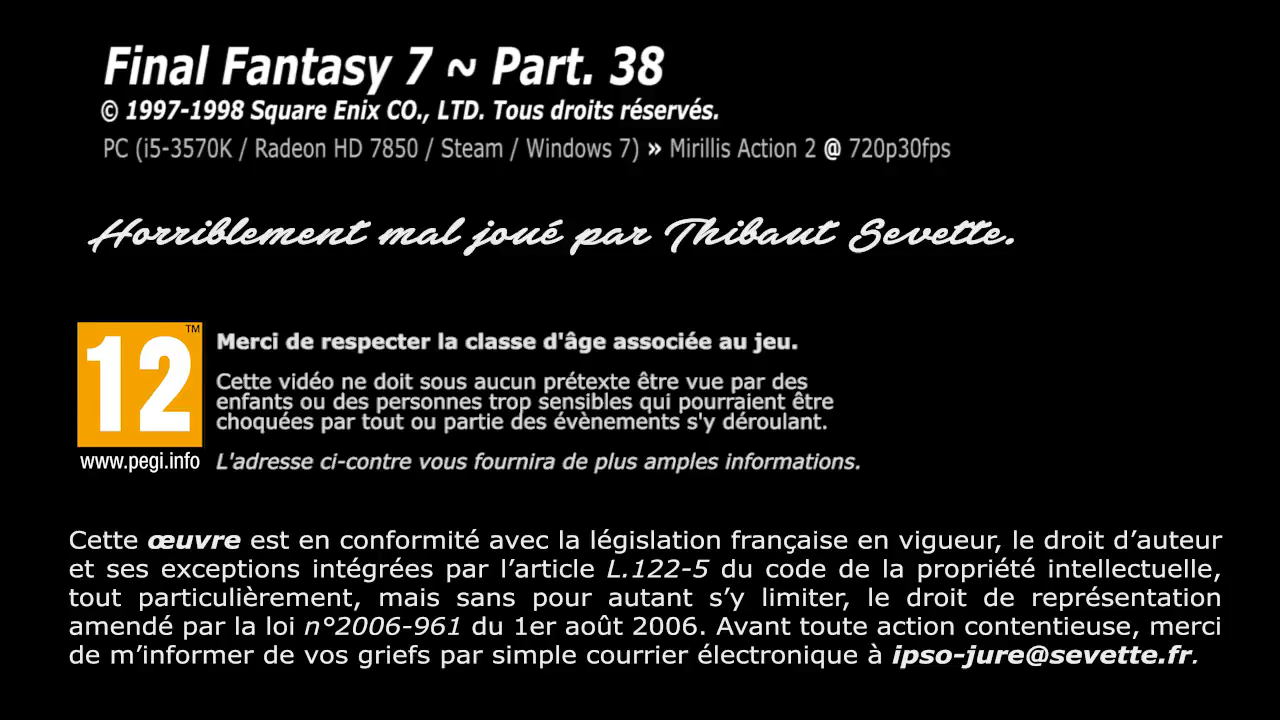 Final Fantasy 7 ~ Part. 38
© 1997-1998 Square Enix CO., LTD. Tous droits réservés.
PC (i5-3570K / Radeon HD 7850 / Steam / Windows 7) » Mirillis Action 2 @ 720p30fps
Horriblement mal joué par Thibaut Sevette.
12 ™
www.pegi.info
Merci de respecter la classe d'âge associée au jeu.
Cette vidéo ne doit sous aucun prétexte être vue par des
enfants ou des personnes trop sensibles qui pourraient être
choquées par tout ou partie des évènements s'y déroulant.
L'adresse ci-contre vous fournira de plus amples informations.
Cette œuvre est en conformité avec la législation française en vigueur, le droit d’auteur
et ses exceptions intégrées par l’article L.122-5 du code de la propriété intellectuelle,
tout particulièrement, mais sans pour autant s’y limiter, le droit de représentation
amendé par la loi n°2006-961 du 1er août 2006. Avant toute action contentieuse, merci
de m’informer de vos griefs par simple courrier électronique à ipso-jure@sevette.fr.